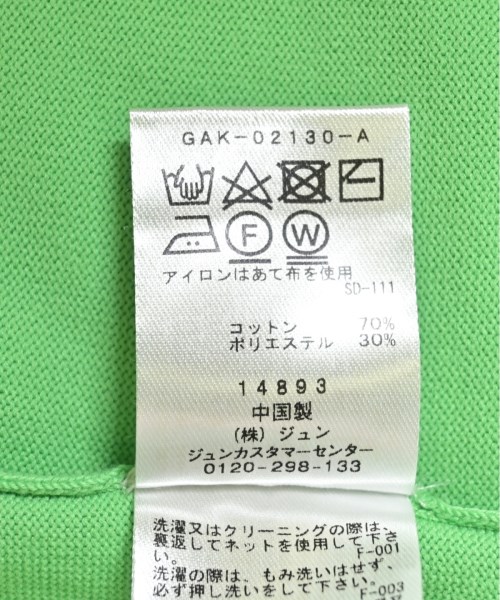 GAK-02130-A
F W
アイロンはあて布を使用
SD-111
コットン 70%
ポリエステル 30%
14893
中国製
(株) ジュン
ジュンカスタマーセンター
0120-298-133
洗濯又はクリーニングの際は、
裏返してネットを使用して下さ
い。 F-001
洗濯の際は、もみ洗いはせず、
必ず押し洗いをして下さい。
F-003